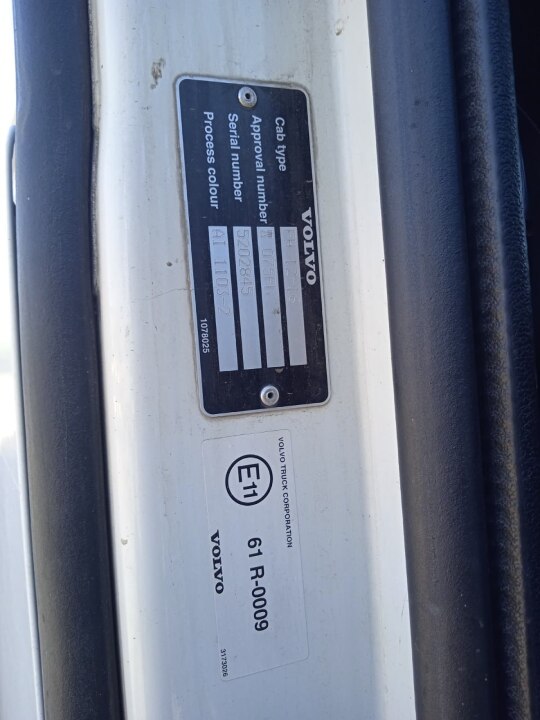 VOLVO
Cab type
Approval number
Serial number 5202845
Process colour
1078025
VOLVO TRUCK CORPORATION
E11 61 R-0009
VOLVO
3173026